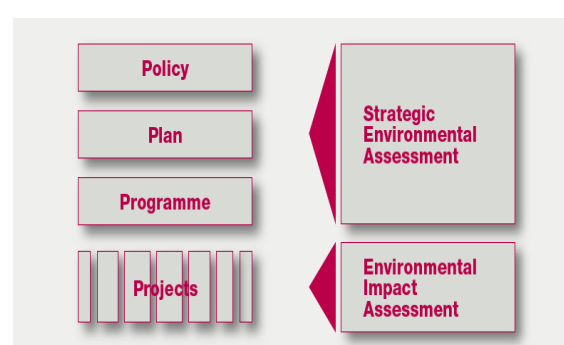 Policy
Plan
Programme
Projects
Strategic
Environmental
Assessment
Environmental
Impact
Assessment